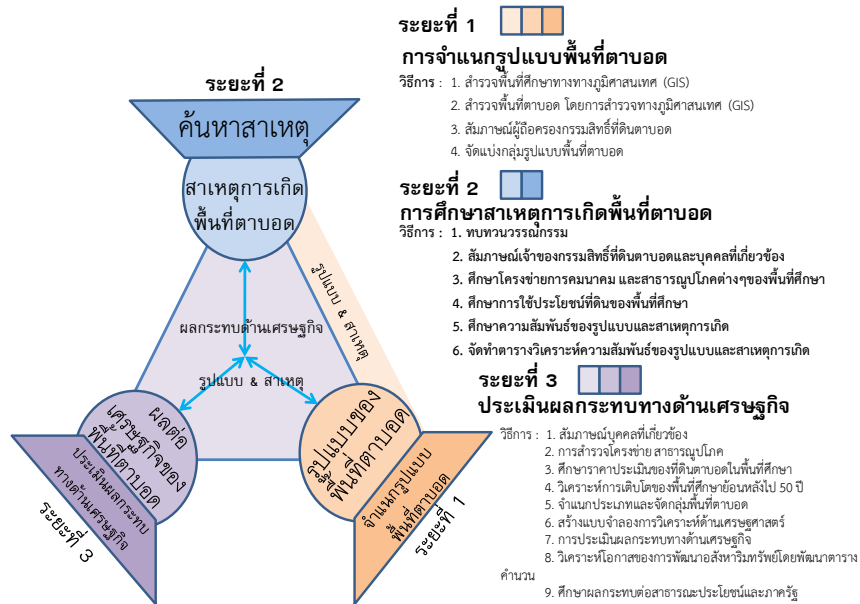 ระยะที่ 1
การจำแนกรูปแบบพื้นที่ตาบอด
วิธีการ : 1. สำรวจพื้นที่ศึกษาทางทางภูมิศาสนเทศ (GIS)
2. สำรวจพื้นที่ตาบอด โดยการสำรวจทางภูมิศาสนเทศ (GIS)
3. สัมภาษณ์ผู้ถือครองกรรมสิทธิ์ที่ดินตาบอด
4. จัดแบ่งกลุ่มรูปแบบพื้นที่ตาบอด
ระยะที่ 2
การศึกษาสาเหตุการเกิดพื้นที่ตาบอด
วิธีการ : 1. ทบทวนวรรณกรรม
2. สัมภาษณ์เจ้าของกรรมสิทธิ์ที่ดินตาบอดและบุคคลที่เกี่ยวข้อง
3. ศึกษาโครงข่ายการคมนาคม และสาธารณูปโภคต่างๆของพื้นที่ศึกษา
4. ศึกษาการใช้ประโยชน์ที่ดินของพื้นที่ศึกษา
5. ศึกษาความสัมพันธ์ของรูปแบบและสาเหตุการเกิด
6. จัดทำตารางวิเคราะห์ความสัมพันธ์ของรูปแบบและสาเหตุการเกิด
ระยะที่ 3
ประเมินผลกระทบทางด้านเศรษฐกิจ
วิธีการ : 1. สัมภาษณ์บุคคลที่เกี่ยวข้อง
2. การสำรวจโครงข่าย สาธารณูปโภค
3. ศึกษาราคาประเมินของที่ดินตาบอดในพื้นที่ศึกษา
4. วิเคราะห์การเติบโตของพื้นที่ศึกษาย้อนหลังไป 50 ปี
5. จำแนกประเภทและจัดกลุ่มพื้นที่ตาบอด
6. สร้างแบบจำลองการวิเคราะห์ด้านเศรษฐศาสตร์
7. การประเมินผลกระทบทางด้านเศรษฐกิจ
8. วิเคราะห์โอกาสของการพัฒนาอสังหาริมทรัพย์โดยพัฒนาตาราง
คำนวน
9. ศึกษาผลกระทบต่อสาธารณะประโยชน์และภาครัฐ
ระยะที่ 2
ค้นหาสาเหตุ
สาเหตุการเกิด
พื้นที่ตาบอด
รูปแบบ & สาเหตุ
ผลกระทบด้านเศรษฐกิจ
รูปแบบ & สาเหตุ
ผลต่อ
เศรษฐกิจของ
พื้นที่ตาบอด
ประเมินผลกระทบ
ทางด้านเศรษฐกิจ
ระยะที่ 3
รูปแบบของ
พื้นที่ตาบอด
จำแนกรูปแบบ
พื้นที่ตาบอด
ระยะที่ 1